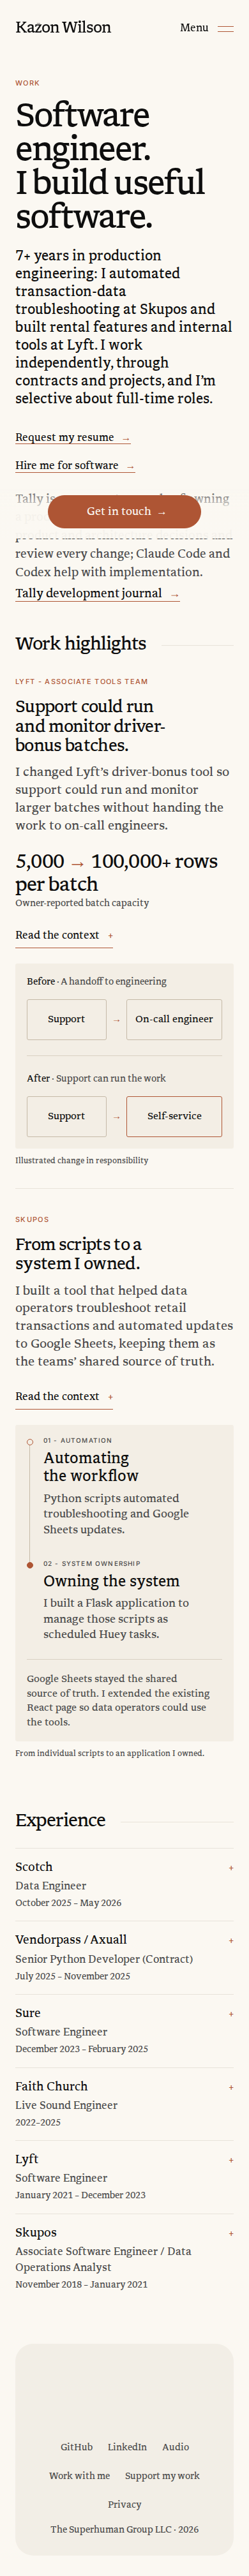 Kazon Wilson
Menu
WORK
Software
engineer.
I build useful
software.
7+ years in production
engineering: I automated
transaction-data
troubleshooting at Skupos and
built rental features and internal
tools at Lyft. I work
independently, through
contracts and projects, and I'm
selective about full-time roles.
Request my resume →
Hire me for software →
Tally is
owning
Get in touch →
review every change; Claude Code and
Codex help with implementation.
Tally development journal →
Work highlights
LYFT - ASSOCIATE TOOLS TEAM
Support could run
and monitor driver-
bonus batches.
I changed Lyft's driver-bonus tool so
support could run and monitor
larger batches without handing the
work to on-call engineers.
5,000 → 100,000+ rows
per batch
Owner-reported batch capacity
Read the context +
Before · A handoff to engineering
Support → On-call engineer
After · Support can run the work
Support → Self-service
Illustrated change in responsibility
SKUPOS
From scripts to a
system I owned.
I built a tool that helped data
operators troubleshoot retail
transactions and automated updates
to Google Sheets, keeping them as
the teams' shared source of truth.
Read the context +
01 - AUTOMATION
Automating
the workflow
Python scripts automated
troubleshooting and Google
Sheets updates.
02 - SYSTEM OWNERSHIP
Owning the system
I built a Flask application to
manage those scripts as
scheduled Huey tasks.
Google Sheets stayed the shared
source of truth. I extended the existing
React page so data operators could use
the tools.
From individual scripts to an application I owned.
Experience
Scotch +
Data Engineer
October 2025 – May 2026
Vendorpass / Axuall +
Senior Python Developer (Contract)
July 2025 – November 2025
Sure +
Software Engineer
December 2023 – February 2025
Faith Church +
Live Sound Engineer
2022–2025
Lyft +
Software Engineer
January 2021 – December 2023
Skupos +
Associate Software Engineer / Data
Operations Analyst
November 2018 – January 2021
GitHub LinkedIn Audio
Work with me Support my work
Privacy
The Superhuman Group LLC · 2026